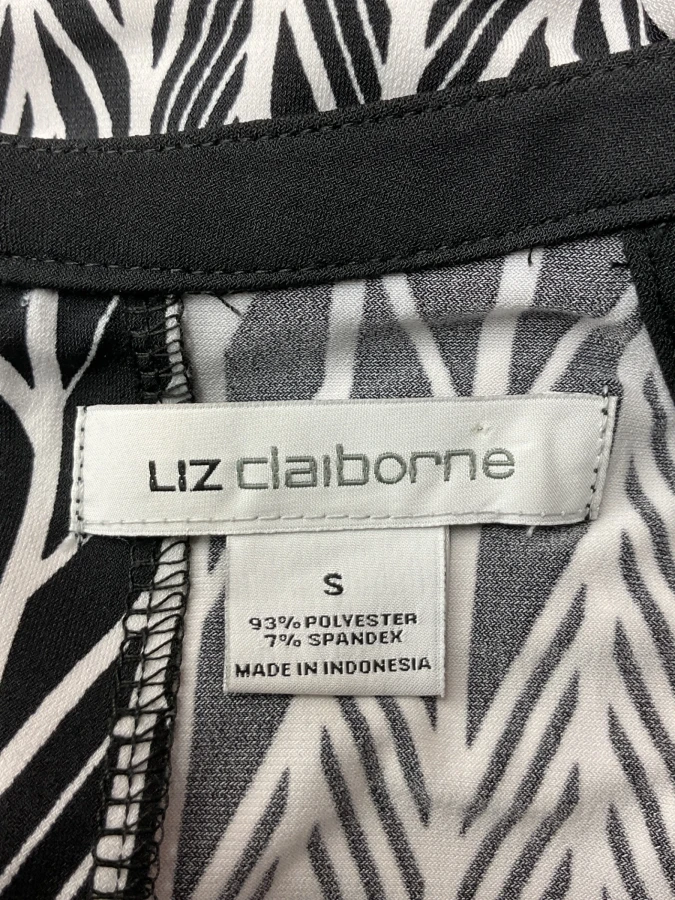 LIZ claiborne
S
93% POLYESTER
7% SPANDEX
MADE IN INDONESIA